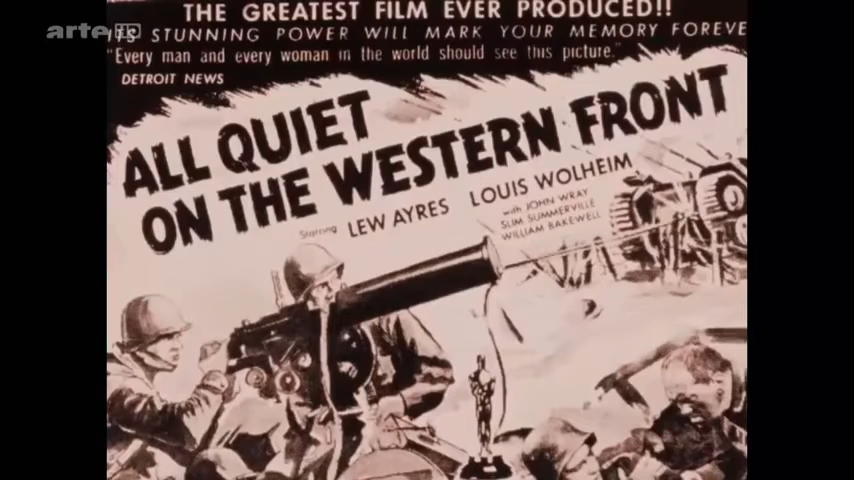 THE GREATEST FILM EVER PRODUCED!!
arte HD
ITS STUNNING POWER WILL MARK YOUR MEMORY FOREVE
"Every man and every woman in the world should see this picture."
DETROIT NEWS
ALL QUIET
ON THE WESTERN FRONT
Starring LEW AYRES LOUIS WOLHEIM
with JOHN WRAY
SLIM SUMMERVILLE
WILLIAM BAKEWELL